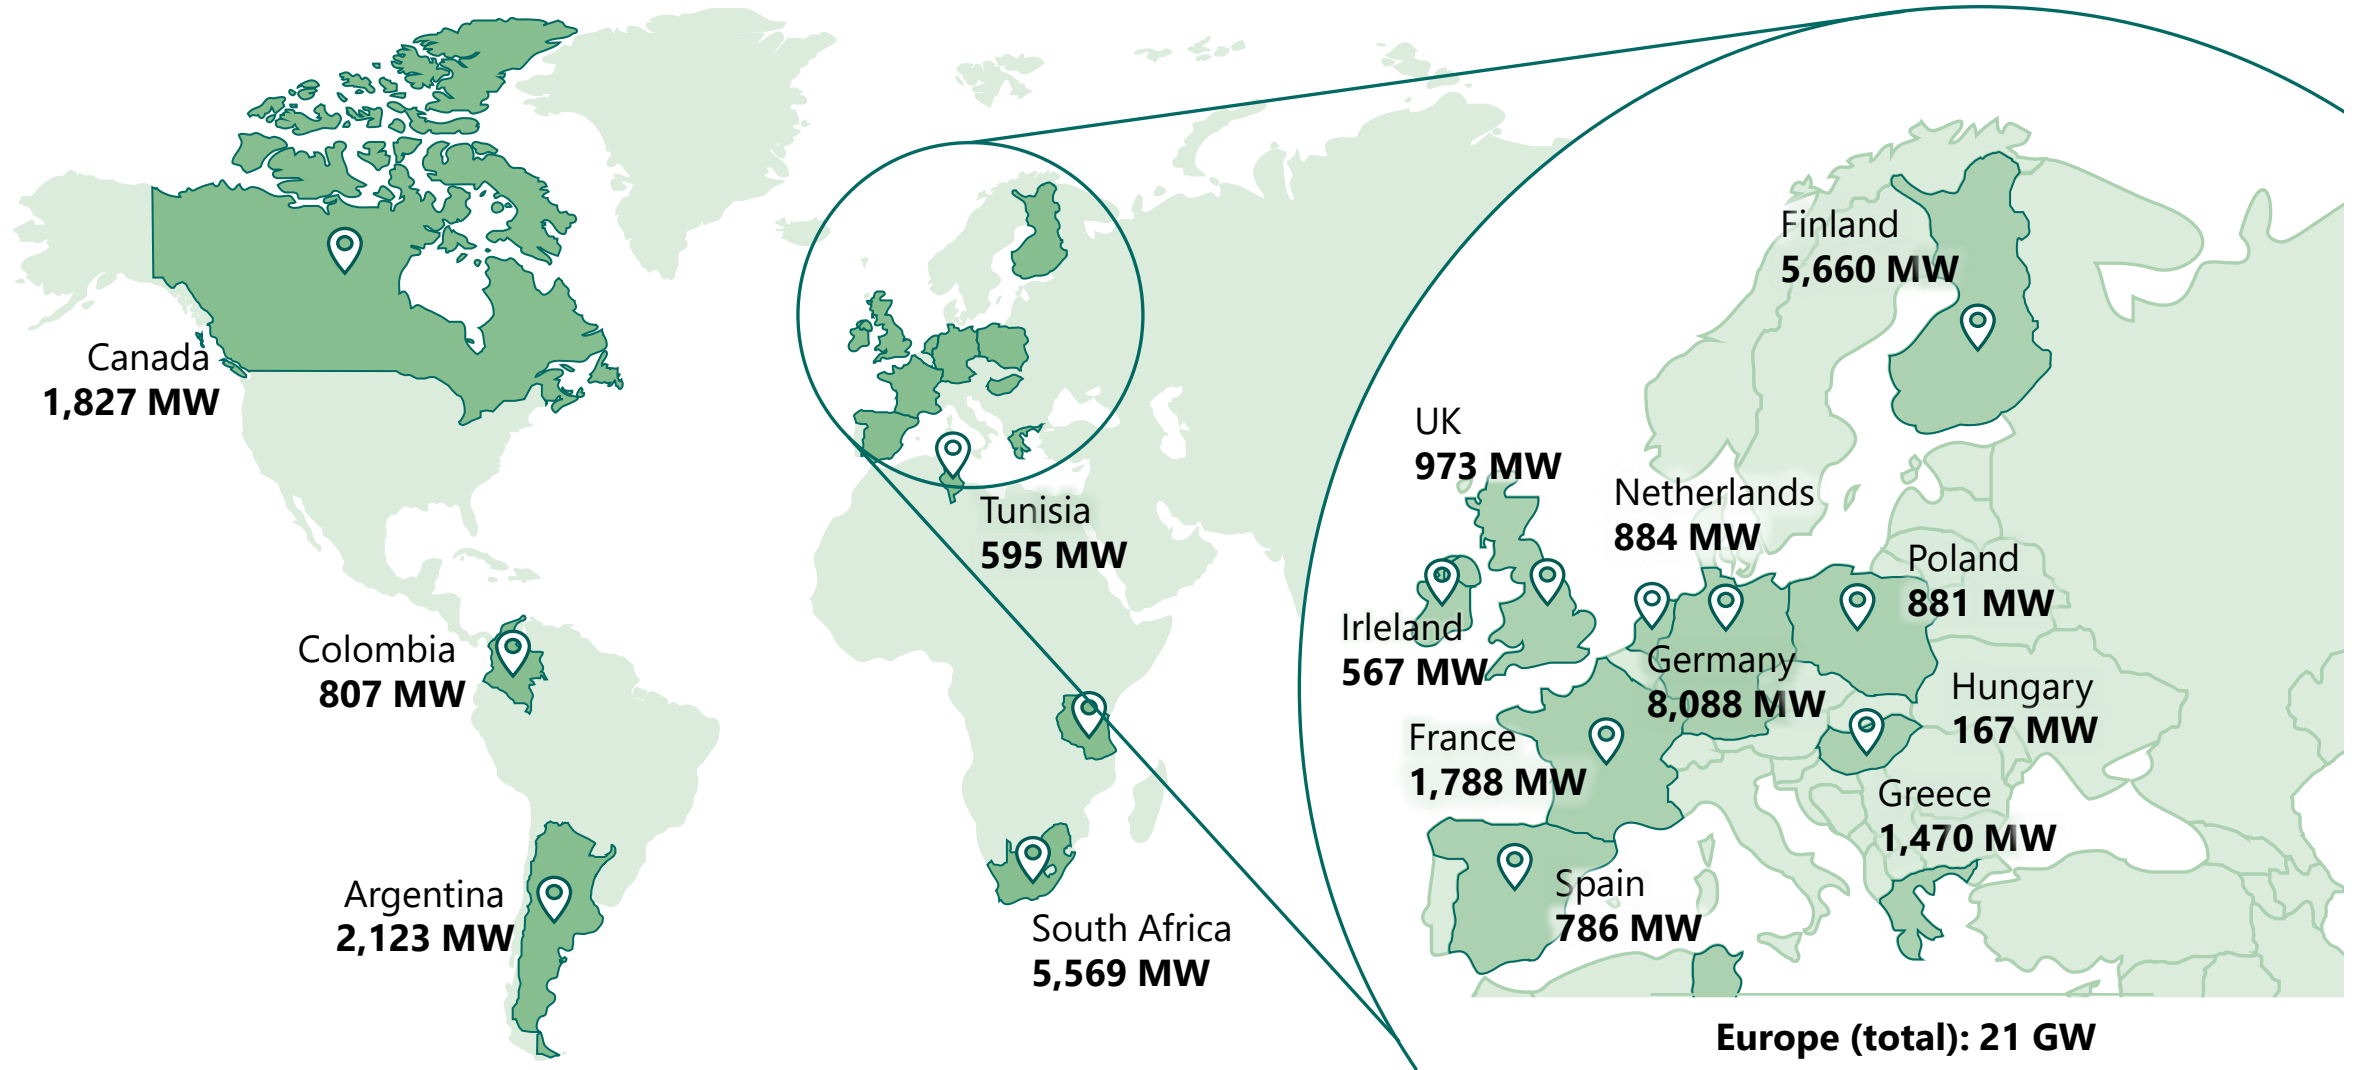 Canada
1,827 MW
Colombia
807 MW
Argentina
2,123 MW
Tunisia
595 MW
South Africa
5,569 MW
Finland
5,660 MW
UK
973 MW
Netherlands
884 MW
Poland
881 MW
Irleland
567 MW
Germany
8,088 MW
Hungary
167 MW
France
1,788 MW
Greece
1,470 MW
Spain
786 MW
Europe (total): 21 GW